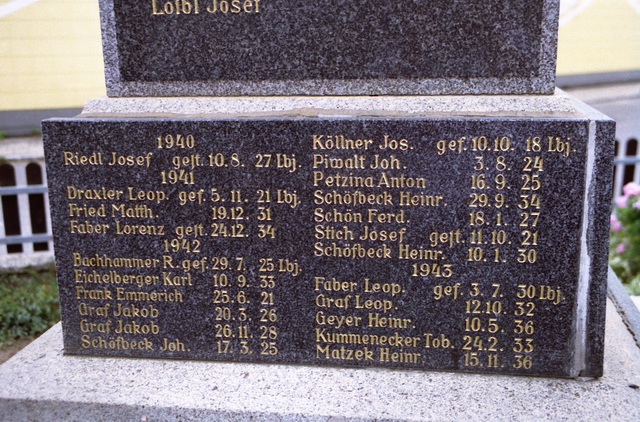 Loibl Josef
1940
Riedl Josef gest. 10.8. 27 Lbj.
1941
Draxler Leop. gef. 5.11. 21 Lbj.
Fried Matth. 19.12. 31
Faber Lorenz gest. 24.12. 34
1942
Bachhammer R. gef. 29.7. 25 Lbj.
Eichelberger Karl 10.9. 33
Frank Emmerich 25.6. 21
Graf Jakob 20.3. 26
Graf Jakob 26.11. 28
Schöfbeck Joh. 17.3. 25
Köllner Jos. gef. 10.10. 18 Lbj.
Piwalt Joh. 3.8. 24
Petzina Anton 16.9. 25
Schöfbeck Heinr. 29.9. 34
Schön Ferd. 18.1. 27
Stich Josef gest. 11.10. 21
Schöfbeck Heinr. 10.1. 30
1943
Faber Leop. gef. 3.7. 30 Lbj.
Graf Leop. 12.10. 32
Geyer Heinr. 10.5. 36
Kummenecker Tob. 24.2. 33
Matzek Heinr. 15.11. 36